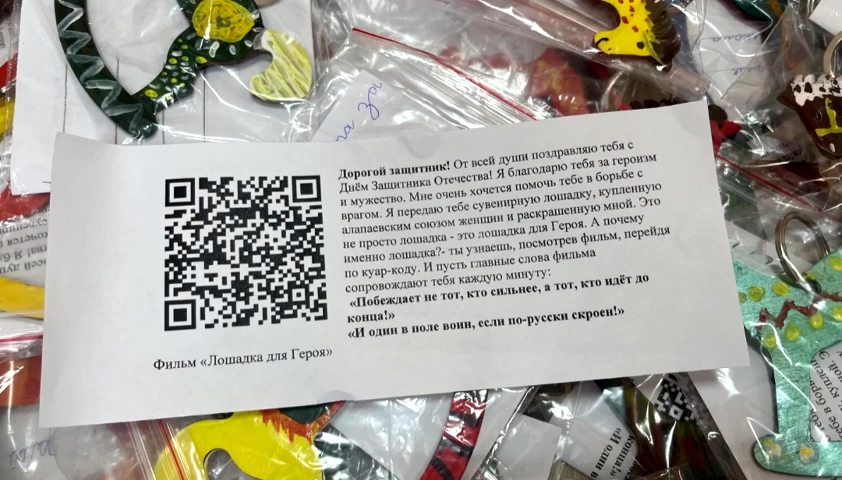 Дорогой защитник! От всей души поздравляю тебя с
Днём Защитника Отечества! Я благодарю тебя за героизм
и мужество. Мне очень хочется помочь тебе в борьбе с
врагом. Я передаю тебе сувенирную лошадку, купленную
алапаевским союзом женщин и раскрашенную мной. Это
не просто лошадка - это лошадка для Героя. А почему
именно лошадка?- ты узнаешь, посмотрев фильм, перейдя
по куар-коду. И пусть главные слова фильма
сопровождают тебя каждую минуту:
«Побеждает не тот, кто сильнее, а тот, кто идёт до
конца!»
«И один в поле воин, если по-русски скроен!»
Фильм «Лошадка для Героя»
конца!»
«И один в